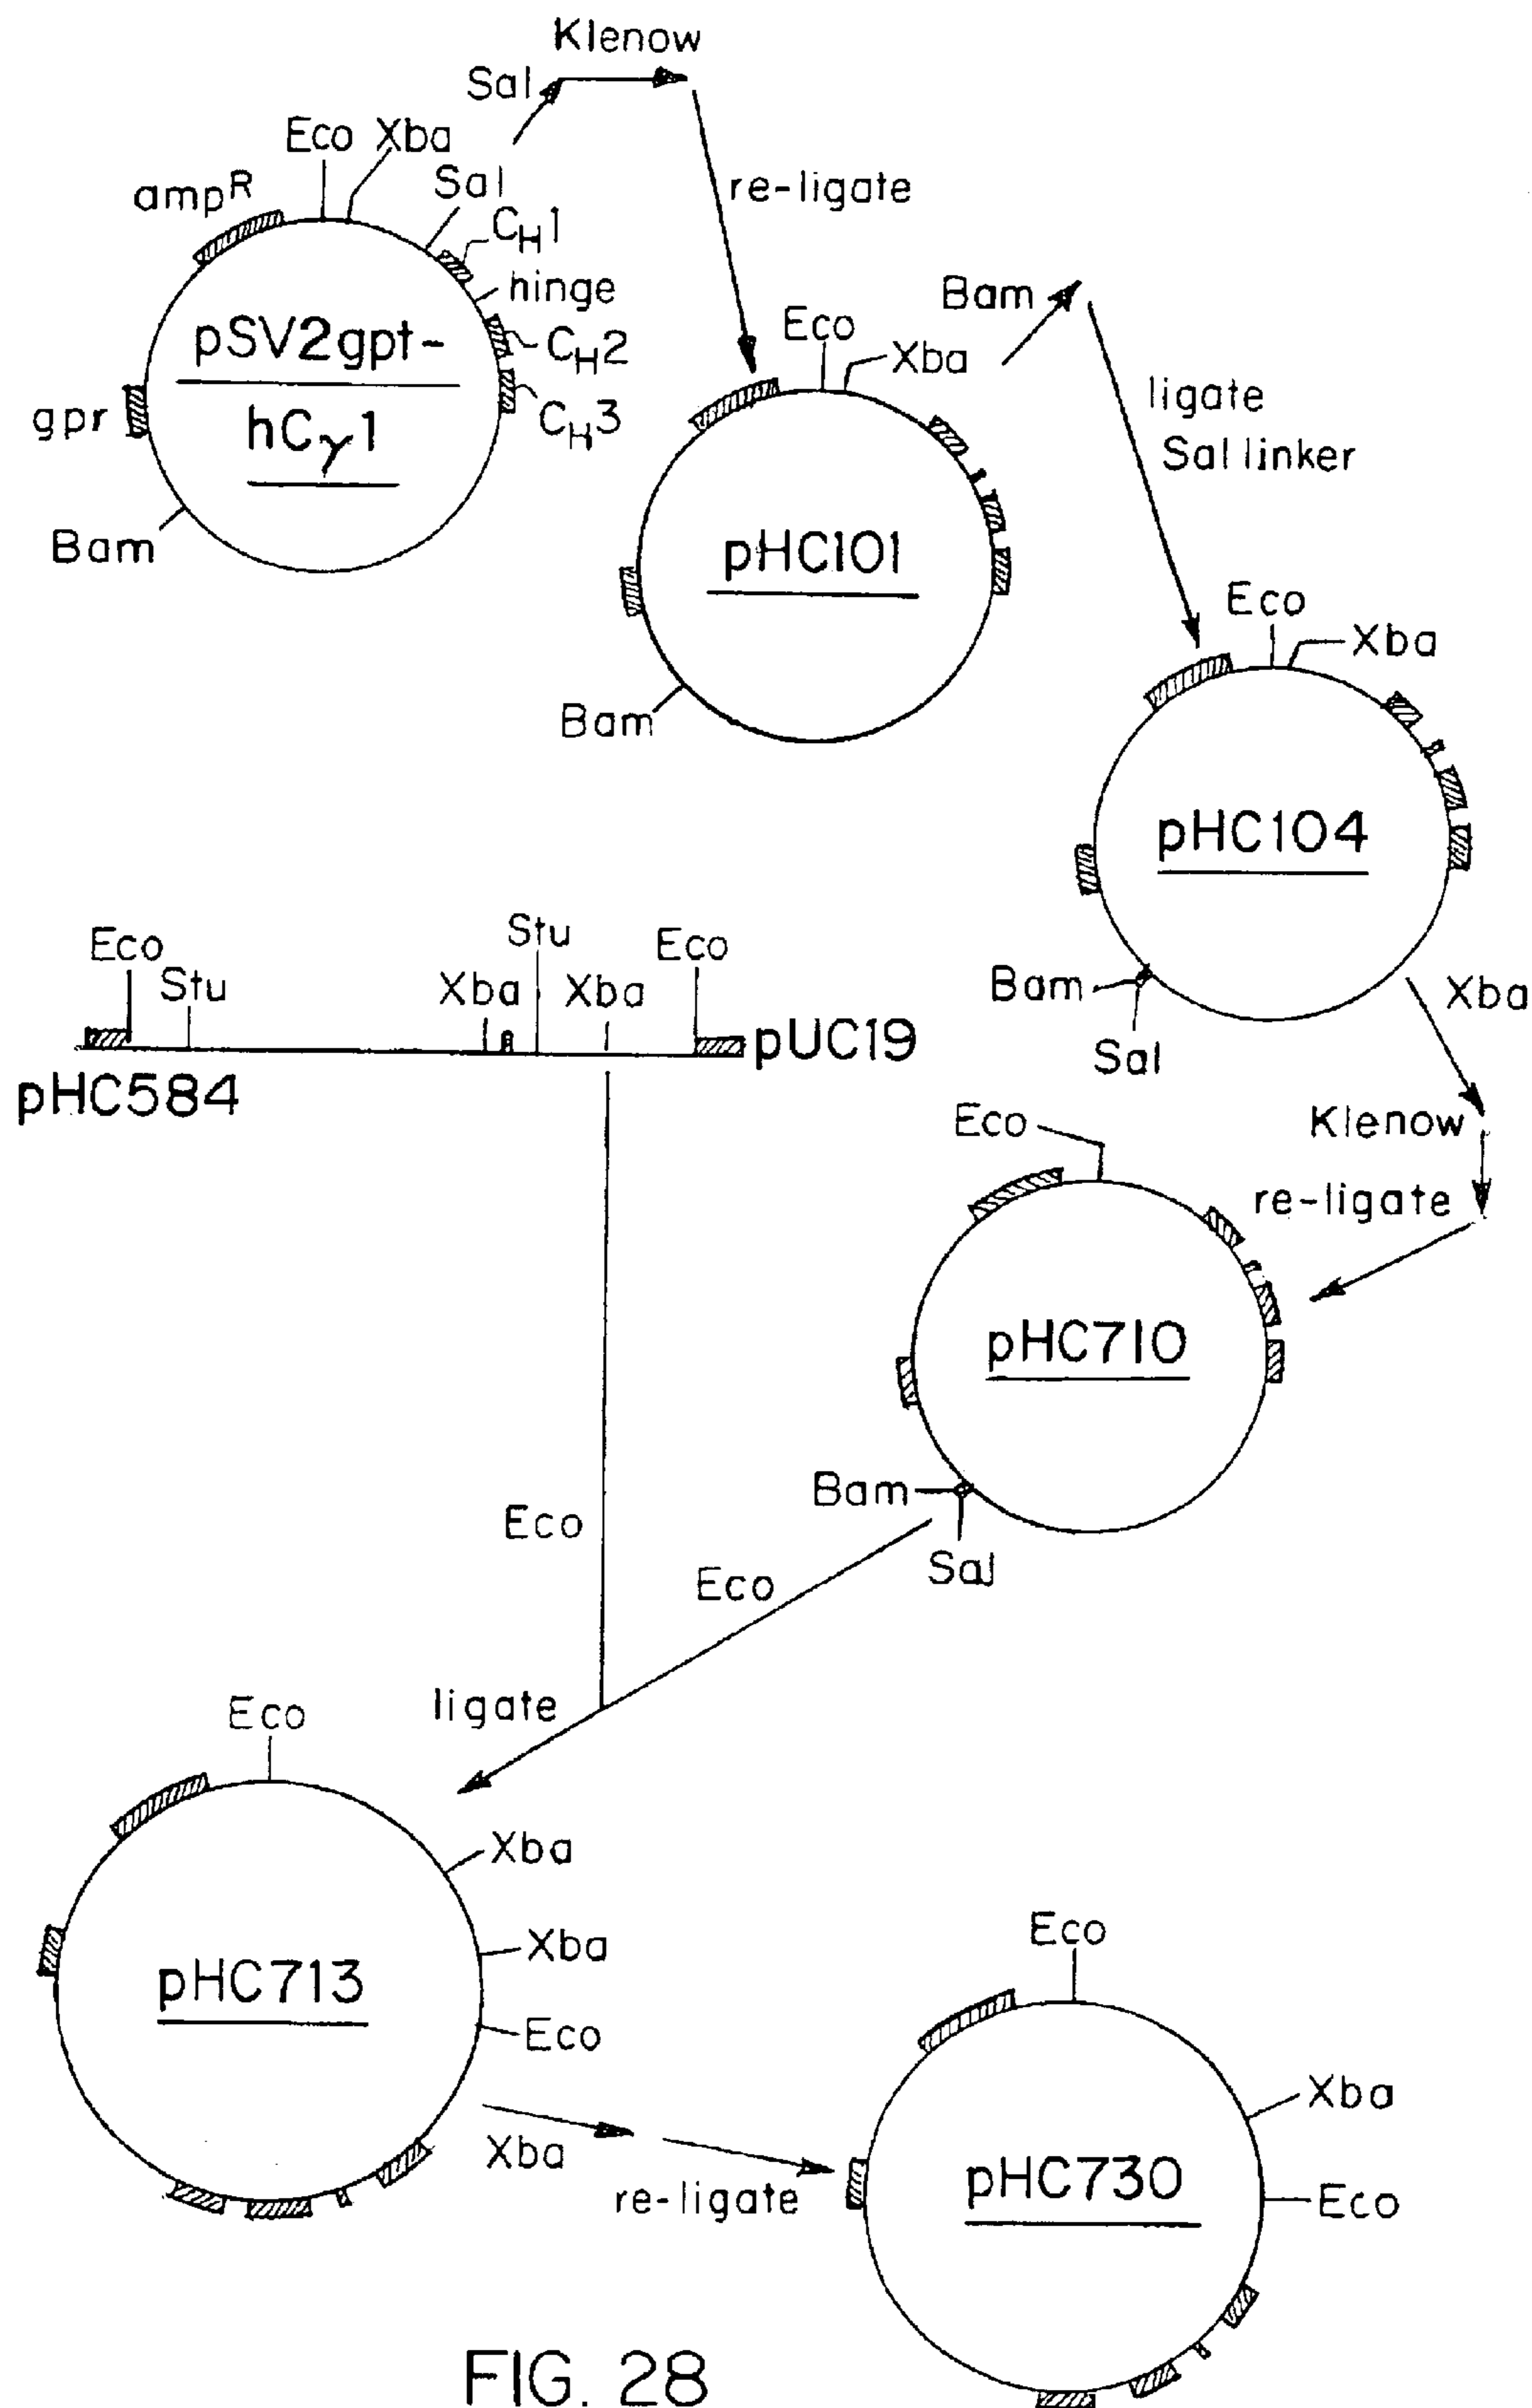 Klenow
Sal
re-ligate
Eco Xba
ampR
Sal
CH1
hinge
CH2
CH3
pSV2gpt-
hCγ1
gpr
Bam
Bam
ligate
Sal linker
Eco
Xba
pHC101
Bam
Eco
Xba
pHC104
Bam
Sal
Xba
Klenow
re-ligate
Eco
Stu
Xba
Stu
Xba
Eco
pUC19
pHC584
Eco
pHC710
Bam
Sal
Eco
Eco
ligate
Eco
Xba
Xba
Eco
pHC713
Xba
re-ligate
Eco
Xba
Eco
pHC730
FIG. 28